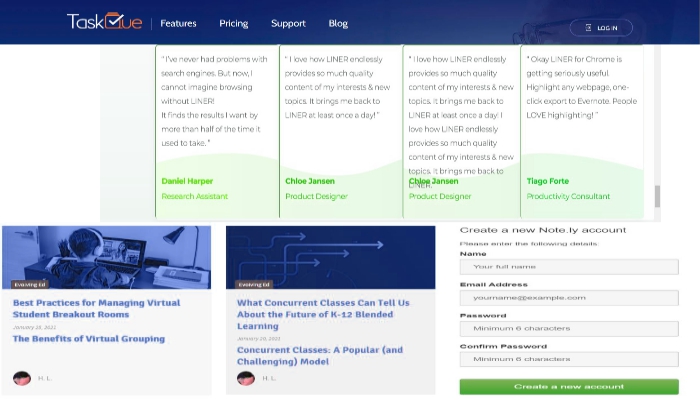 TaskQue
Features
Pricing
Support
Blog
LOG IN
" I've never had problems with
search engines. But now, I
cannot imagine browsing
without LINER!
It finds the results I want by
more than half of the time it
used to take. "
Daniel Harper
Research Assistant
" I love how LINER endlessly
provides so much quality
content of my interests & new
topics. It brings me back to
LINER at least once a day! "
Chloe Jansen
Product Designer
" I love how LINER endlessly
provides so much quality
content of my interests & new
topics. It brings me back to
LINER at least once a day! I
love how LINER endlessly
provides so much quality
content of my interests & new
topics. It brings me back to
LINER.
Chloe Jansen
Product Designer
" Okay LINER for Chrome is
getting seriously useful.
Highlight any webpage, one-
click export to Evernote. People
LOVE highlighting! "
Tiago Forte
Productivity Consultant
Evolving Ed
Best Practices for Managing Virtual
Student Breakout Rooms
January 28, 2021
The Benefits of Virtual Grouping
H. L.
Evolving Ed
What Concurrent Classes Can Tell Us
About the Future of K-12 Blended
Learning
January 26, 2021
Concurrent Classes: A Popular (and
Challenging) Model
H. L.
Create a new Note.ly account
Please enter the following details.
Name
Your full name
Email Address
yourname@example.com
Password
Minimum 6 characters
Confirm Password
Minimum 6 characters
Create a new account